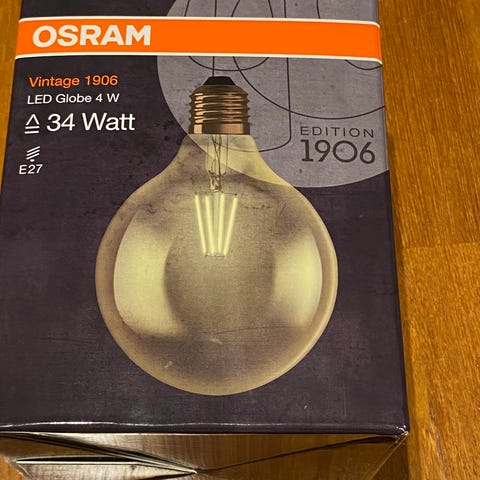 OSRAM
Vintage 1906
LED Globe 4 W
≙ 34 Watt
E27
EDITION
1906